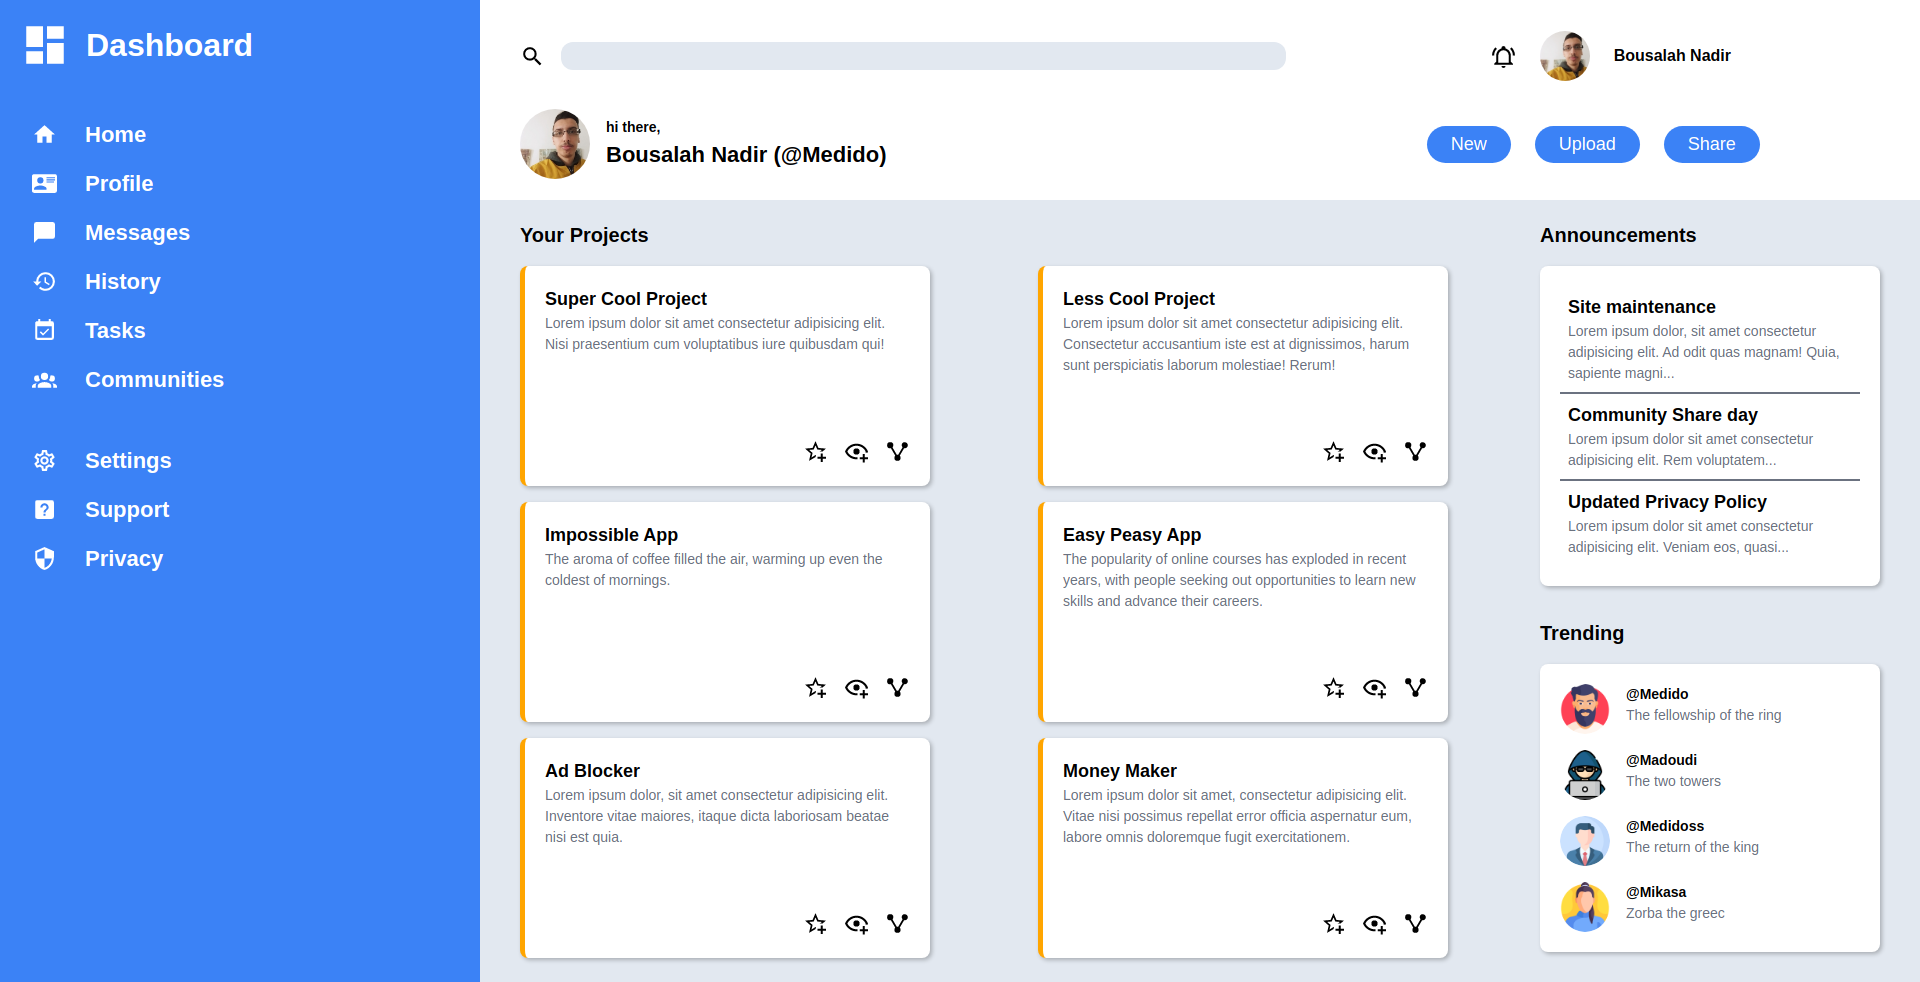 Dashboard
Home
Profile
Messages
History
Tasks
Communities
Settings
Support
Privacy
Bousalah Nadir
hi there,
Bousalah Nadir (@Medido)
New
Upload
Share
Your Projects
Super Cool Project
Lorem ipsum dolor sit amet consectetur adipisicing elit.
Nisi praesentium cum voluptatibus iure quibusdam qui!
Less Cool Project
Lorem ipsum dolor sit amet consectetur adipisicing elit.
Consectetur accusantium iste est at dignissimos, harum
sunt perspiciatis laborum molestiae! Rerum!
Impossible App
The aroma of coffee filled the air, warming up even the
coldest of mornings.
Easy Peasy App
The popularity of online courses has exploded in recent
years, with people seeking out opportunities to learn new
skills and advance their careers.
Ad Blocker
Lorem ipsum dolor, sit amet consectetur adipisicing elit.
Inventore vitae maiores, itaque dicta laboriosam beatae
nisi est quia.
Money Maker
Lorem ipsum dolor sit amet, consectetur adipisicing elit.
Vitae nisi possimus repellat error officia aspernatur eum,
labore omnis doloremque fugit exercitationem.
Announcements
Site maintenance
Lorem ipsum dolor, sit amet consectetur
adipisicing elit. Ad odit quas magnam! Quia,
sapiente magni...
Community Share day
Lorem ipsum dolor sit amet consectetur
adipisicing elit. Rem voluptatem...
Updated Privacy Policy
Lorem ipsum dolor sit amet consectetur
adipisicing elit. Veniam eos, quasi...
Trending
@Medido
The fellowship of the ring
@Madoudi
The two towers
@Medidoss
The return of the king
@Mikasa
Zorba the greec